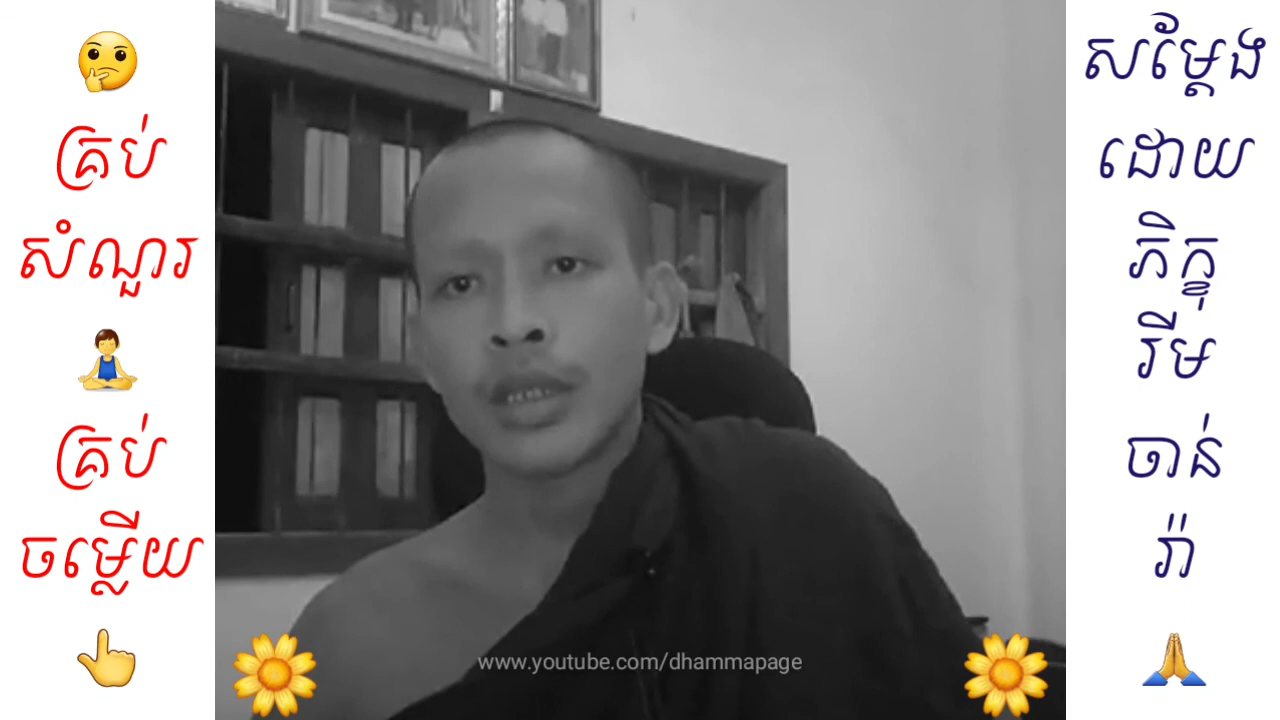 គ្រប់
សំណួរ
គ្រប់
ចម្លើយ
សម្ដែង
ដោយ
ភិក្ខុ
រីម
ចាន់
រ៉ា
www.youtube.com/dhammapage